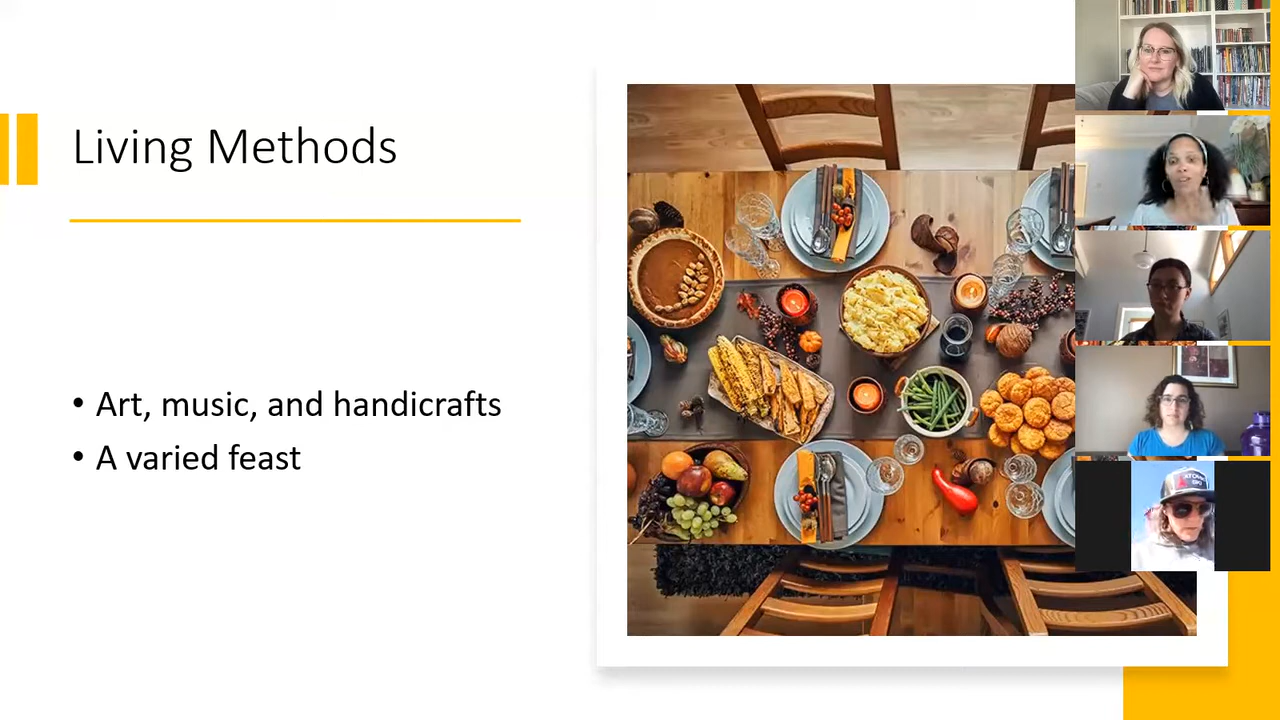 Living Methods
• Art, music, and handicrafts
• A varied feast